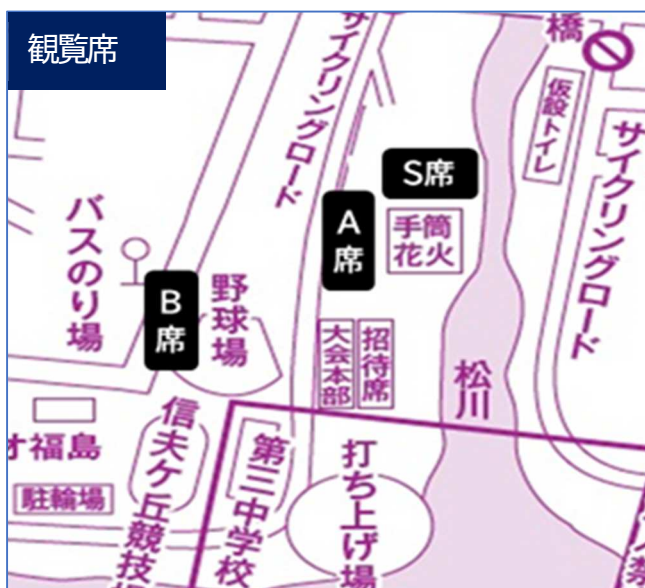 観覧席
橋
サイクリングロード
仮設トイレ
サイクリングロード
S席
A席
手筒
花火
バスのり場
B席
野球場
大会本部
招待席
松川
オ福島
信夫ケ丘競技
第三中学校
打ち上げ場
駐輪場
禁